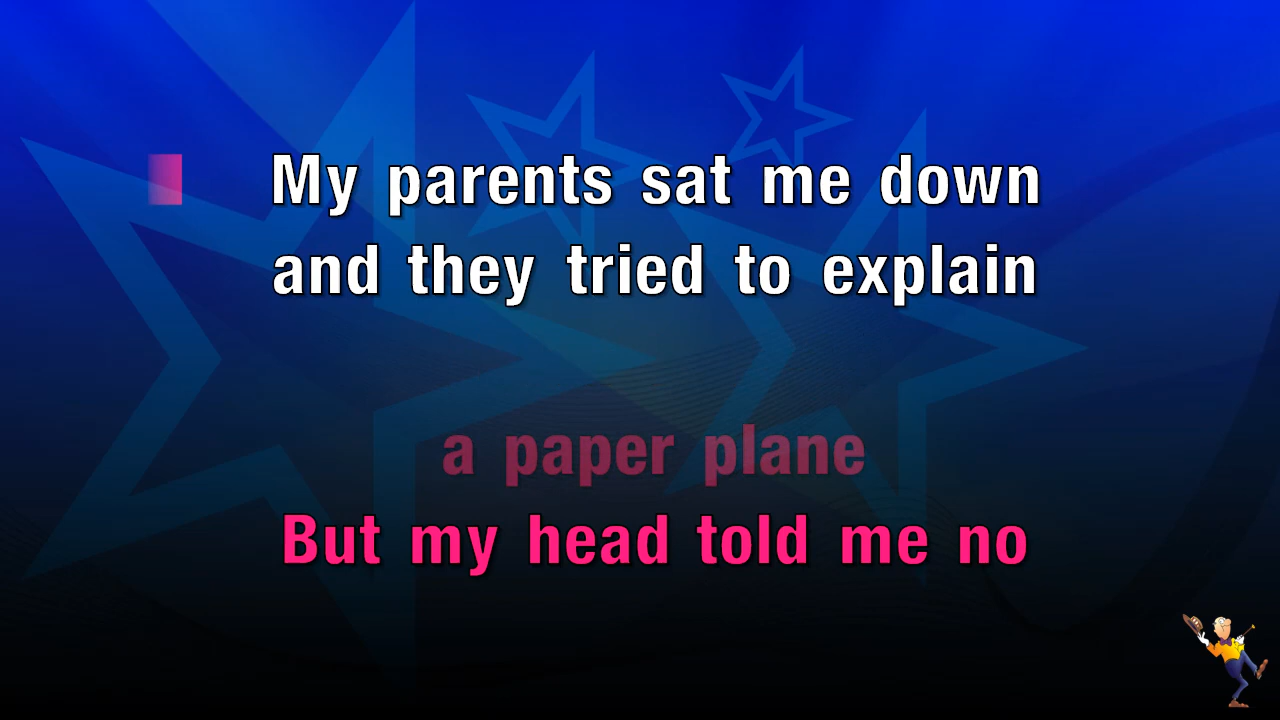 My parents sat me down
and they tried to explain
a paper plane
But my head told me no